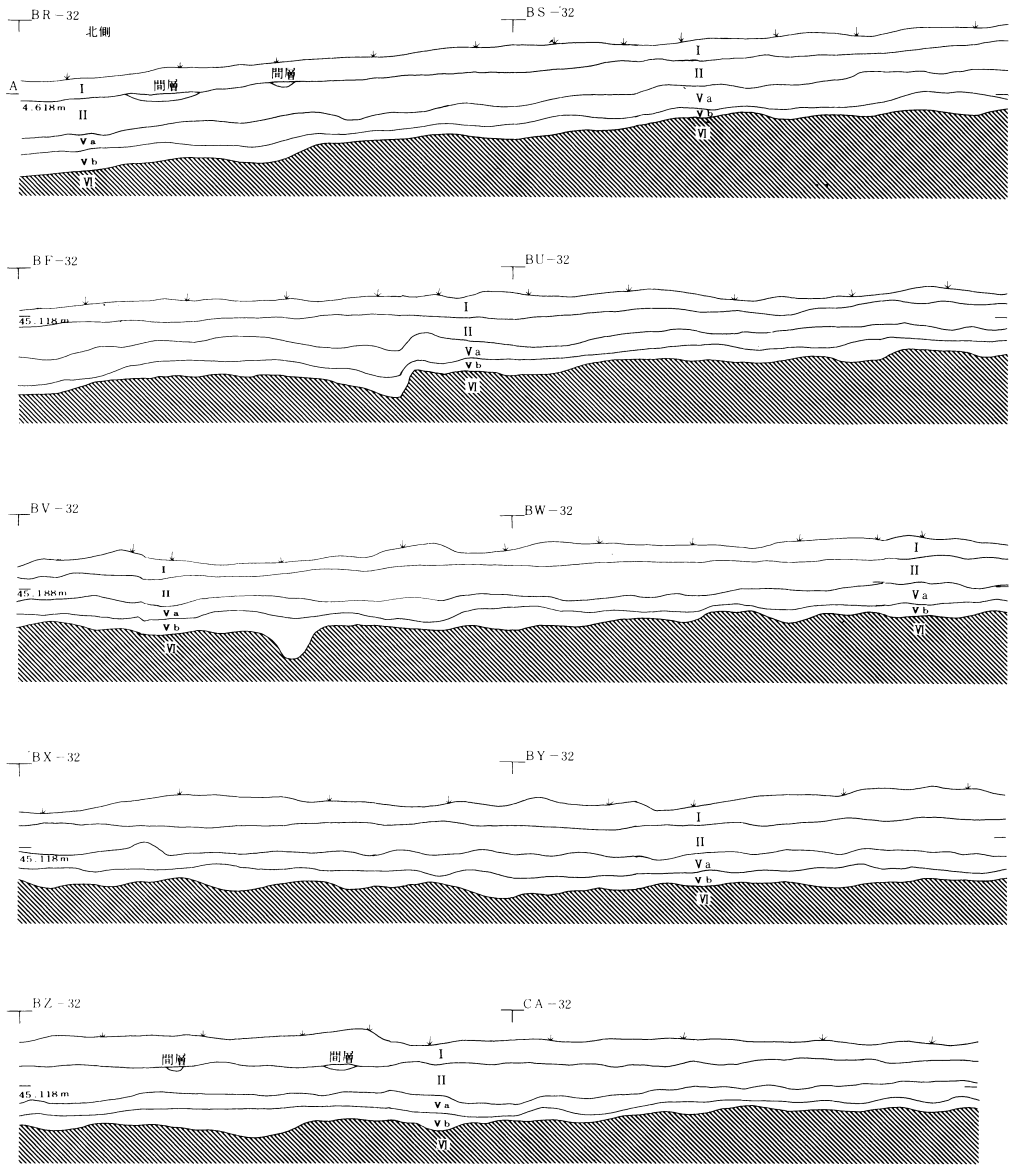 BR-32
BS-32
北側
I
間層
間層
I
A
4.618m
II
II
Va
Vb
VI
Va
Vb
VI
BF-32
BU-32
I
45.118m
II
Va
Vb
VI
BV-32
BW-32
I
I
II
45.188m
II
Va
Va
Vb
Vb
VI
VI
BX-32
BY-32
I
II
45.118m
Va
Vb
VI
BZ-32
CA-32
間層
間層
I
II
45.118m
Va
Vb
VI